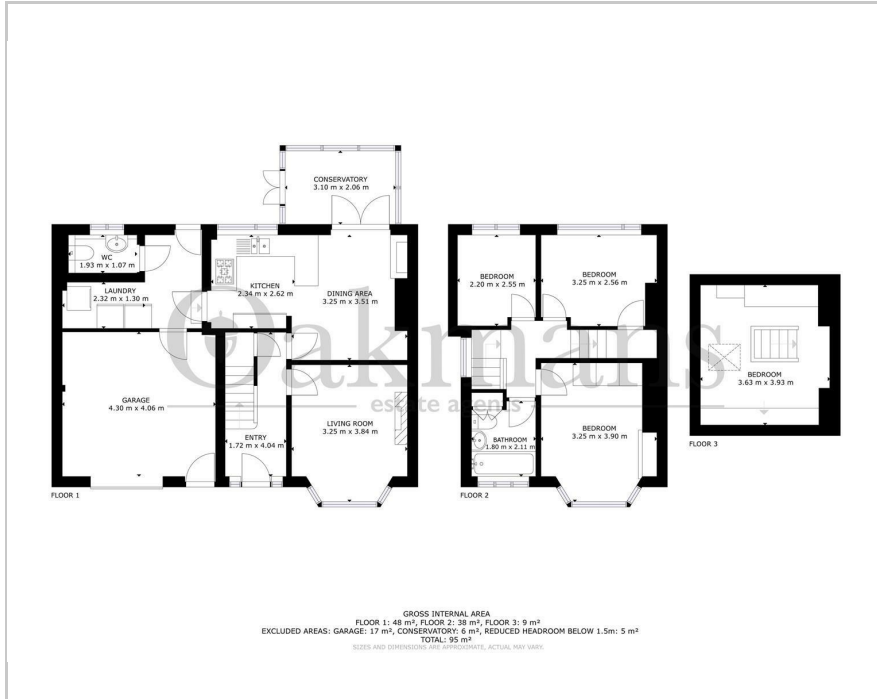 CONSERVATORY
3.10 m x 2.06 m
WC
1.93 m x 1.07 m
LAUNDRY
2.32 m x 1.30 m
KITCHEN
2.34 m x 2.62 m
DINING AREA
3.25 m x 3.51 m
GARAGE
4.30 m x 4.06 m
ENTRY
1.72 m x 4.04 m
LIVING ROOM
3.25 m x 3.84 m
FLOOR 1
BEDROOM
2.20 m x 2.55 m
BEDROOM
3.25 m x 2.56 m
BATHROOM
1.80 m x 2.11 m
BEDROOM
3.25 m x 3.90 m
FLOOR 2
BEDROOM
3.63 m x 3.93 m
FLOOR 3
Oakmans
estate agents
GROSS INTERNAL AREA
FLOOR 1: 48 m², FLOOR 2: 38 m², FLOOR 3: 9 m²
EXCLUDED AREAS: GARAGE: 17 m², CONSERVATORY: 6 m², REDUCED HEADROOM BELOW 1.5m: 5 m²
TOTAL: 95 m²
SIZES AND DIMENSIONS ARE APPROXIMATE, ACTUAL MAY VARY.